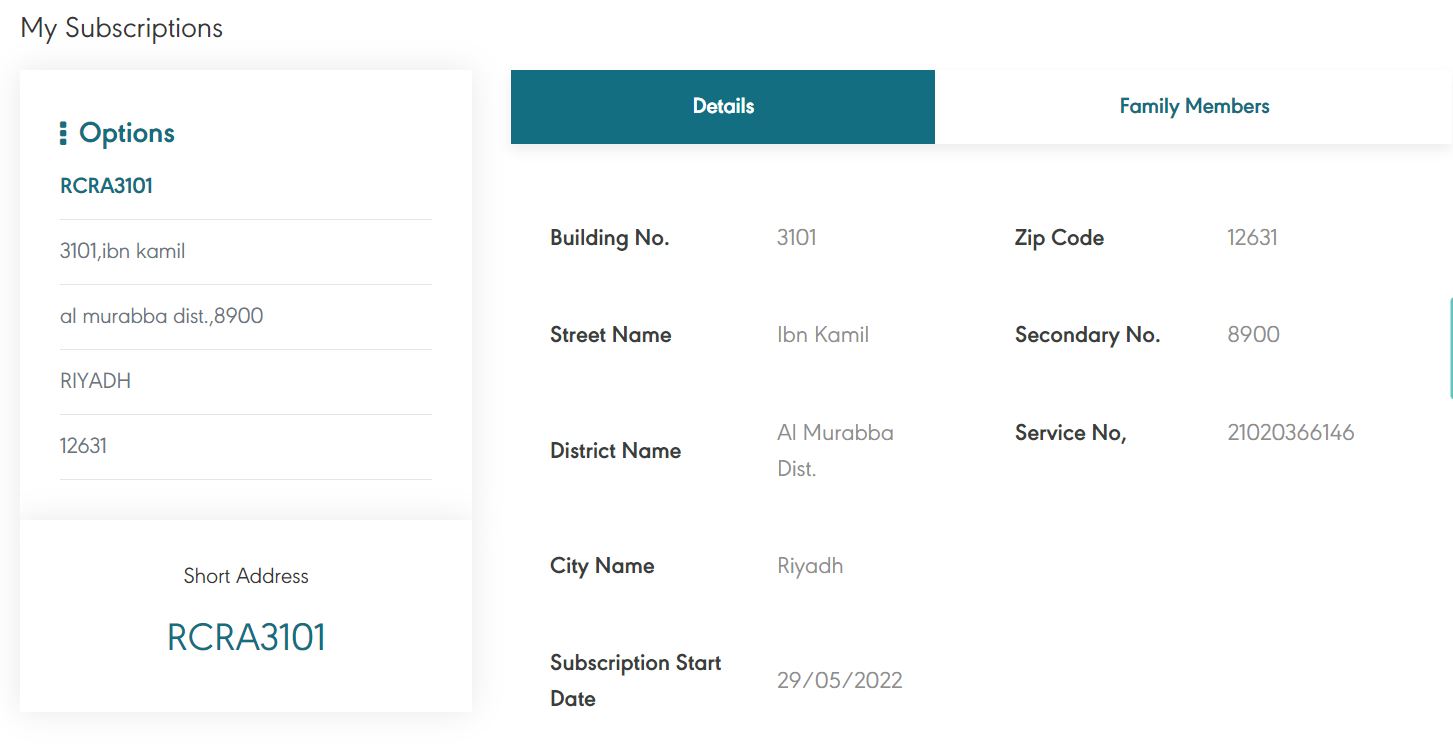 My Subscriptions
Options
RCRA3101
3101,ibn kamil
al murabba dist.,8900
RIYADH
12631
Short Address
RCRA3101
Details
Family Members
Building No.
3101
Zip Code
12631
Street Name
Ibn Kamil
Secondary No.
8900
District Name
Al Murabba
Dist.
Service No,
21020366146
City Name
Riyadh
Subscription Start
Date
29/05/2022